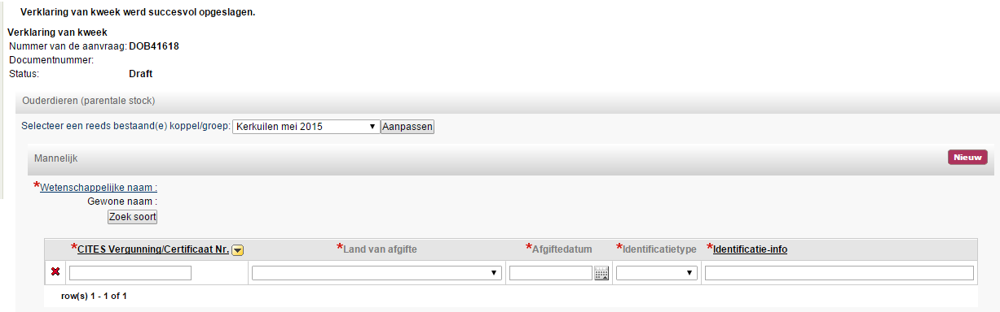 Verklaring van kweek werd succesvol opgeslagen.
Verklaring van kweek
Nummer van de aanvraag: DOB41618
Documentnummer:
Status: Draft
Ouderdieren (parentale stock)
Selecteer een reeds bestaand(e) koppel/groep: Kerkuilen mei 2015 Aanpassen
Mannelijk Nieuw
*Wetenschappelijke naam :
Gewone naam :
Zoek soort
*CITES Vergunning/Certificaat Nr. *Land van afgifte *Afgiftedatum *Identificatietype *Identificatie-info
row(s) 1 - 1 of 1